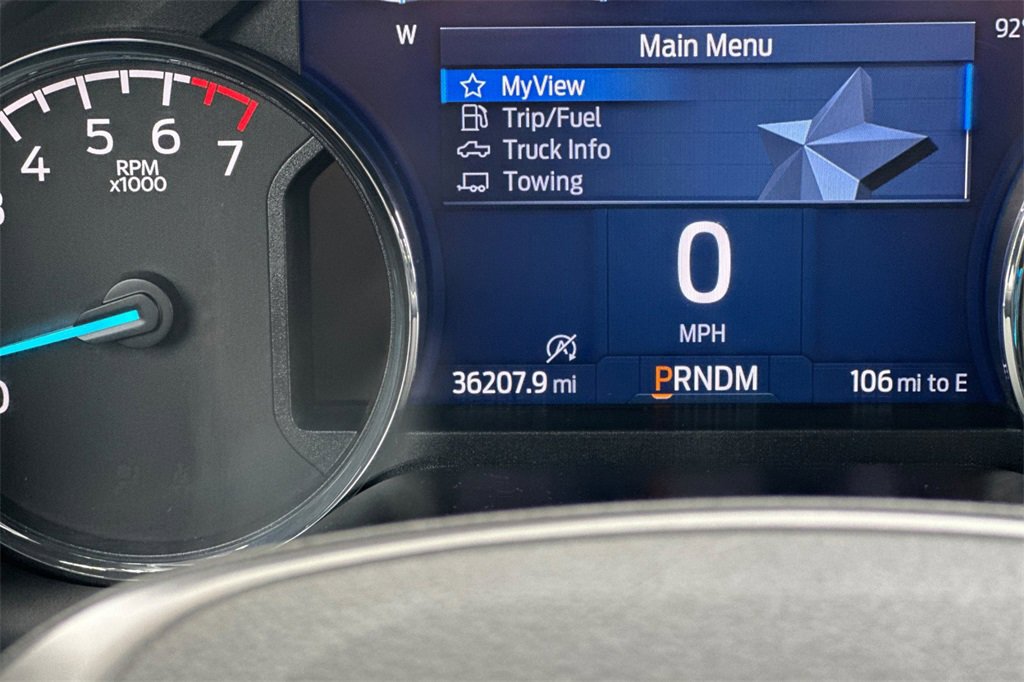 W
92°
Main Menu
MyView
Trip/Fuel
Truck Info
Towing
4 5 6 7
RPM
x1000
0
MPH
36207.9 mi
PRNDM
106 mi to E
0